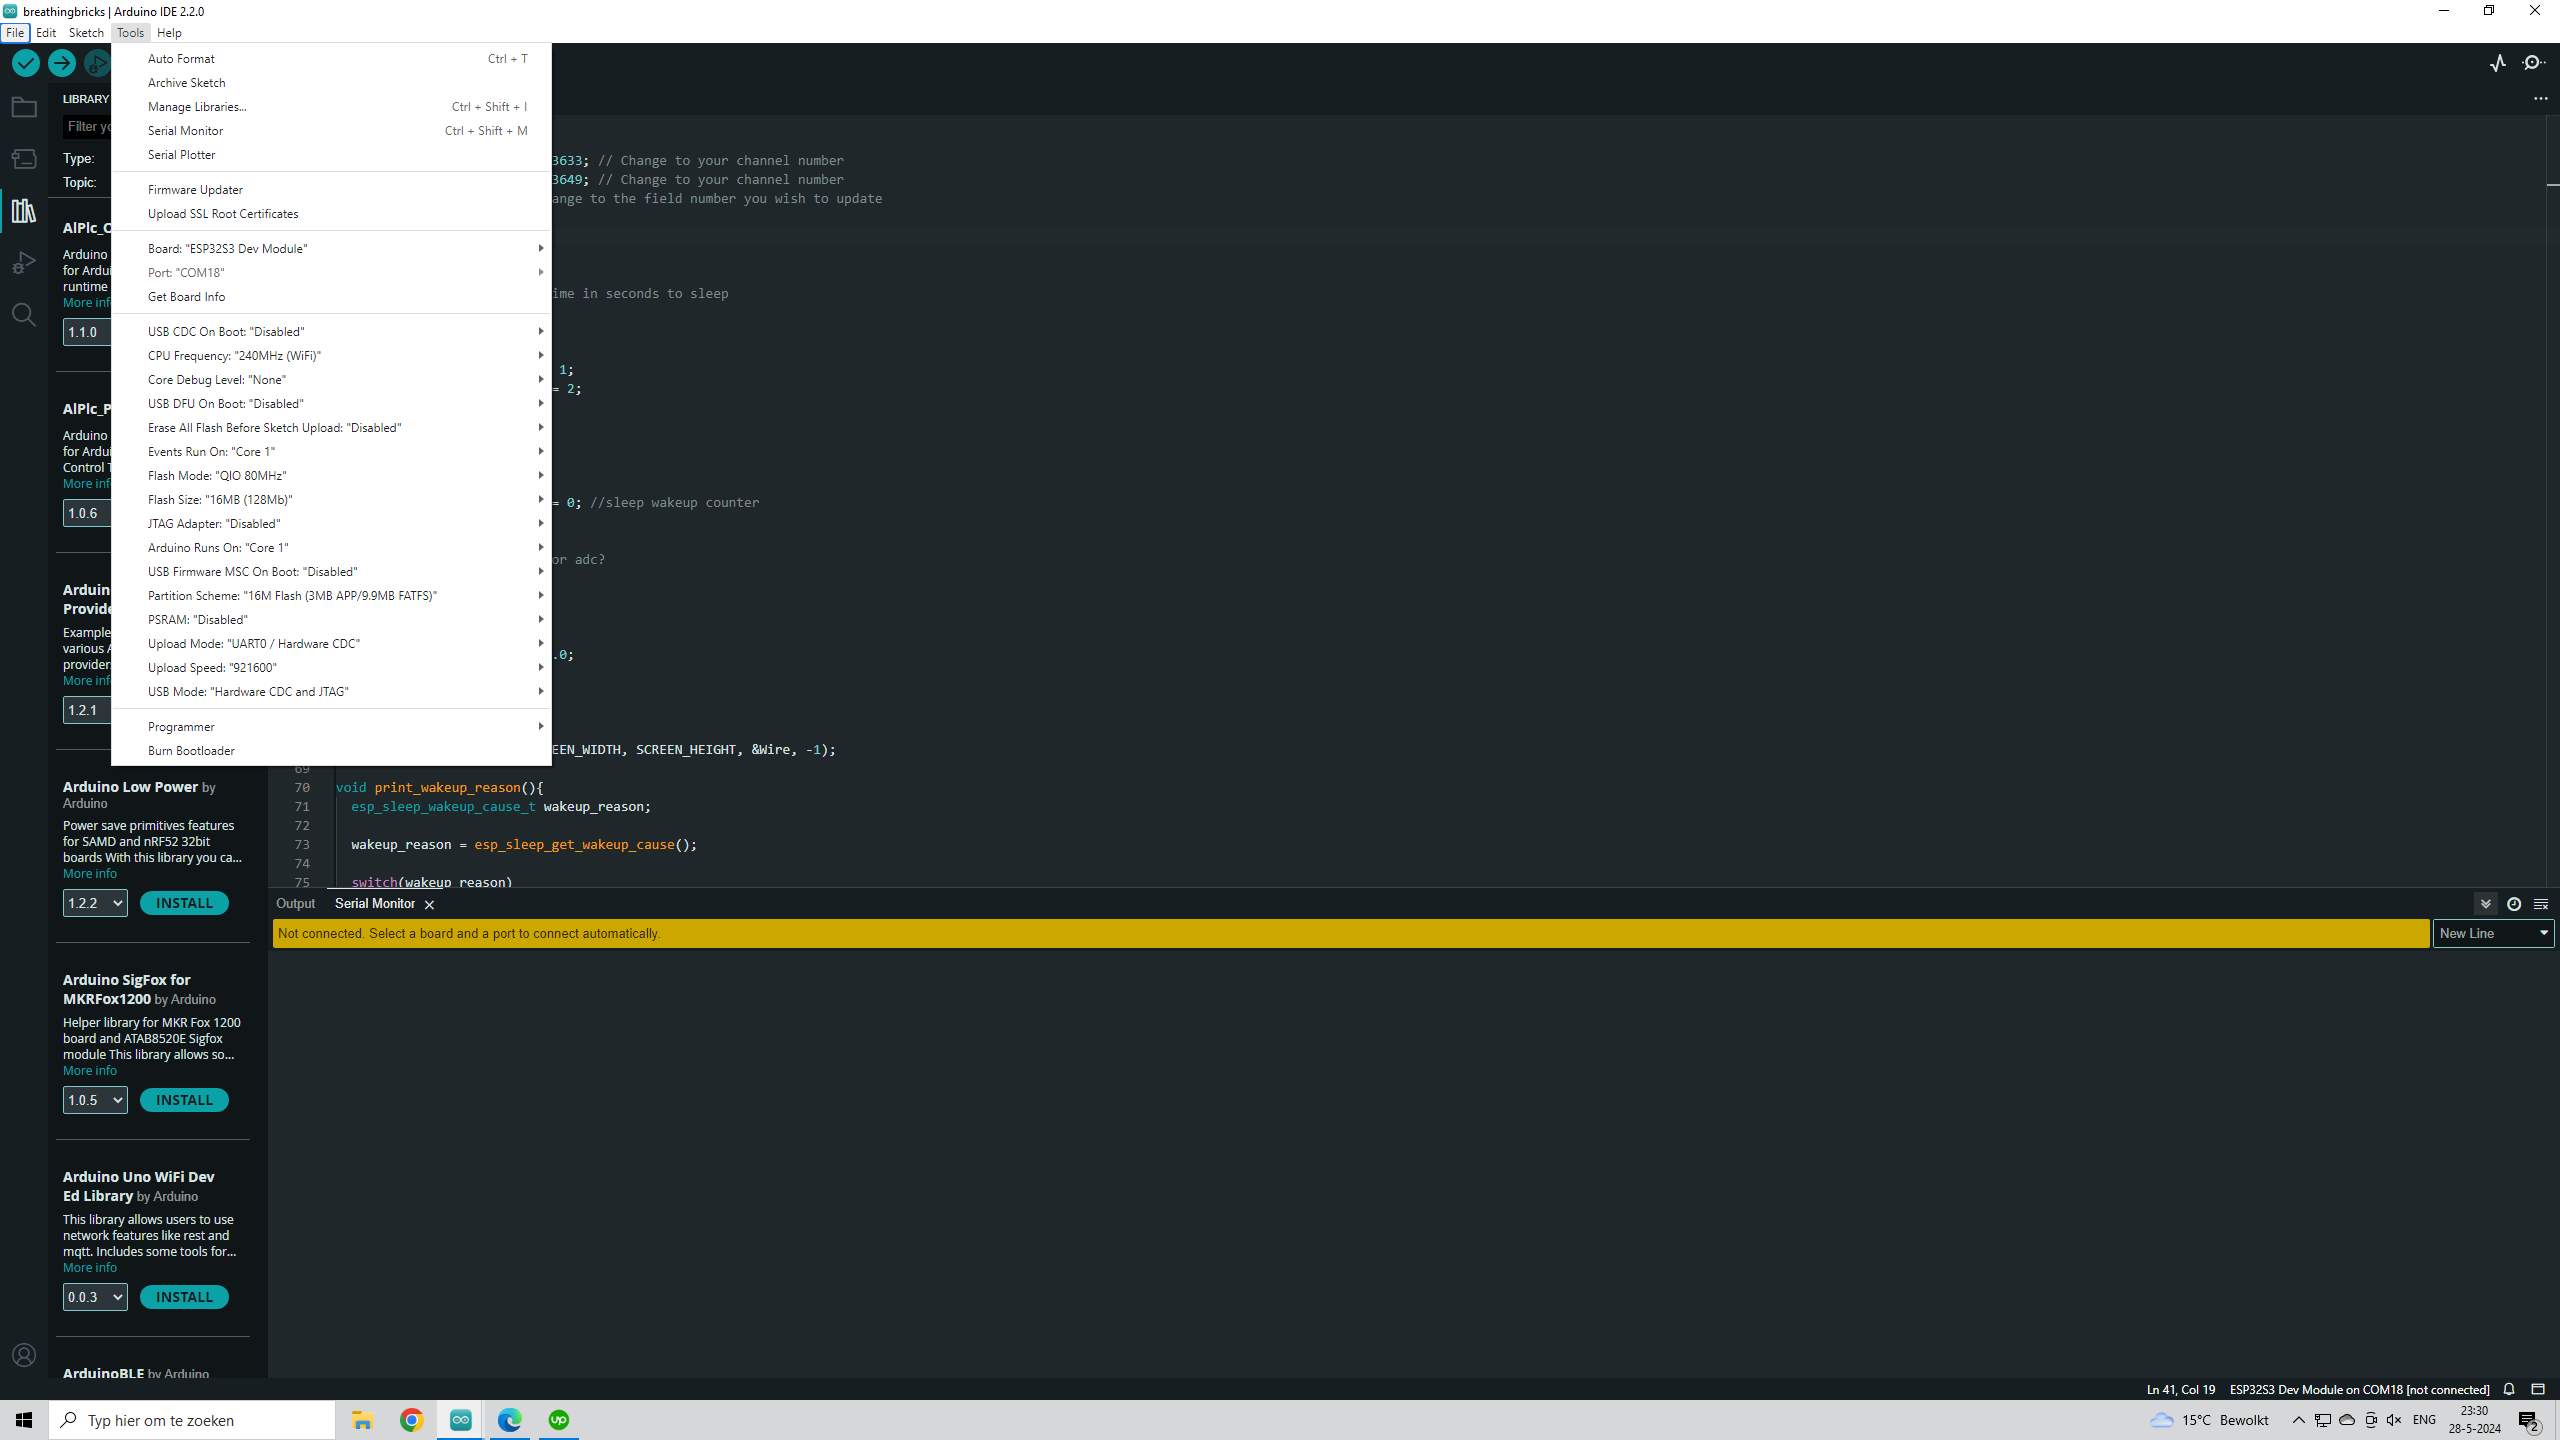 breathingbricks | Arduino IDE 2.2.0
File Edit Sketch Tools Help
Auto Format Ctrl + T
Archive Sketch
Manage Libraries... Ctrl + Shift + I
Serial Monitor Ctrl + Shift + M
Serial Plotter
Firmware Updater
Upload SSL Root Certificates
Board: "ESP32S3 Dev Module"
Port: "COM18"
Get Board Info
USB CDC On Boot: "Disabled"
CPU Frequency: "240MHz (WiFi)"
Core Debug Level: "None"
USB DFU On Boot: "Disabled"
Erase All Flash Before Sketch Upload: "Disabled"
Events Run On: "Core 1"
Flash Mode: "QIO 80MHz"
Flash Size: "16MB (128Mb)"
JTAG Adapter: "Disabled"
Arduino Runs On: "Core 1"
USB Firmware MSC On Boot: "Disabled"
Partition Scheme: "16M Flash (3MB APP/9.9MB FATFS)"
PSRAM: "Disabled"
Upload Mode: "UART0 / Hardware CDC"
Upload Speed: "921600"
USB Mode: "Hardware CDC and JTAG"
Programmer
Burn Bootloader
LIBRARY
Filter yo
Type:
Topic:
AlPlc_O
Arduino
for Ardui
runtime
More info
1.1.0
AlPlc_P
Arduino
for Ardui
Control T
More info
1.0.6
Arduin
Provide
Example
various A
provider
More info
1.2.1
Arduino Low Power by
Arduino
Power save primitives features
for SAMD and nRF52 32bit
boards With this library you ca...
More info
1.2.2 INSTALL
Arduino SigFox for
MKRFox1200 by Arduino
Helper library for MKR Fox 1200
board and ATAB8520E Sigfox
module This library allows so...
More info
1.0.5 INSTALL
Arduino Uno WiFi Dev
Ed Library by Arduino
This library allows users to use
network features like rest and
mqtt. Includes some tools for...
More info
0.0.3 INSTALL
ArduinoBLE by Arduino
3633; // Change to your channel number
3649; // Change to your channel number
ange to the field number you wish to update
ime in seconds to sleep
1;
= 2;
= 0; //sleep wakeup counter
or adc?
.0;
EEN_WIDTH, SCREEN_HEIGHT, &Wire, -1);
69
70 void print_wakeup_reason(){
71 esp_sleep_wakeup_cause_t wakeup_reason;
72
73 wakeup_reason = esp_sleep_get_wakeup_cause();
74
75 switch(wakeup_reason)
Output Serial Monitor
Not connected. Select a board and a port to connect automatically.
New Line
Ln 41, Col 19 ESP32S3 Dev Module on COM18 [not connected]
Typ hier om te zoeken
up
15°C Bewolkt
ENG
23:30
28-5-2024
2